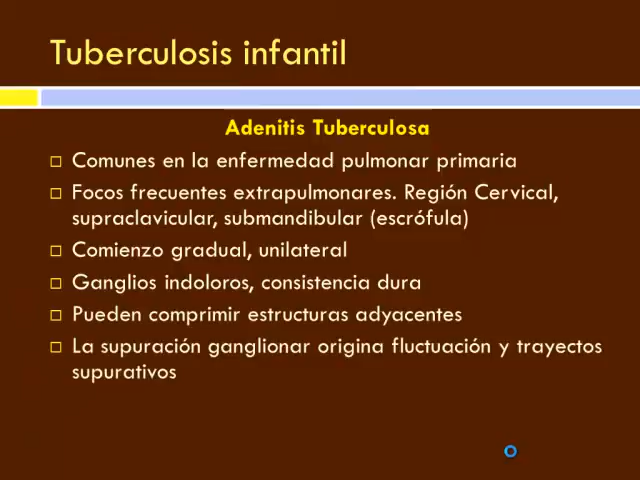 Tuberculosis infantil
Adenitis Tuberculosa
Comunes en la enfermedad pulmonar primaria
Focos frecuentes extrapulmonares. Región Cervical,
supraclavicular, submandibular (escrófula)
Comienzo gradual, unilateral
Ganglios indoloros, consistencia dura
Pueden comprimir estructuras adyacentes
La supuración ganglionar origina fluctuación y trayectos
supurativos